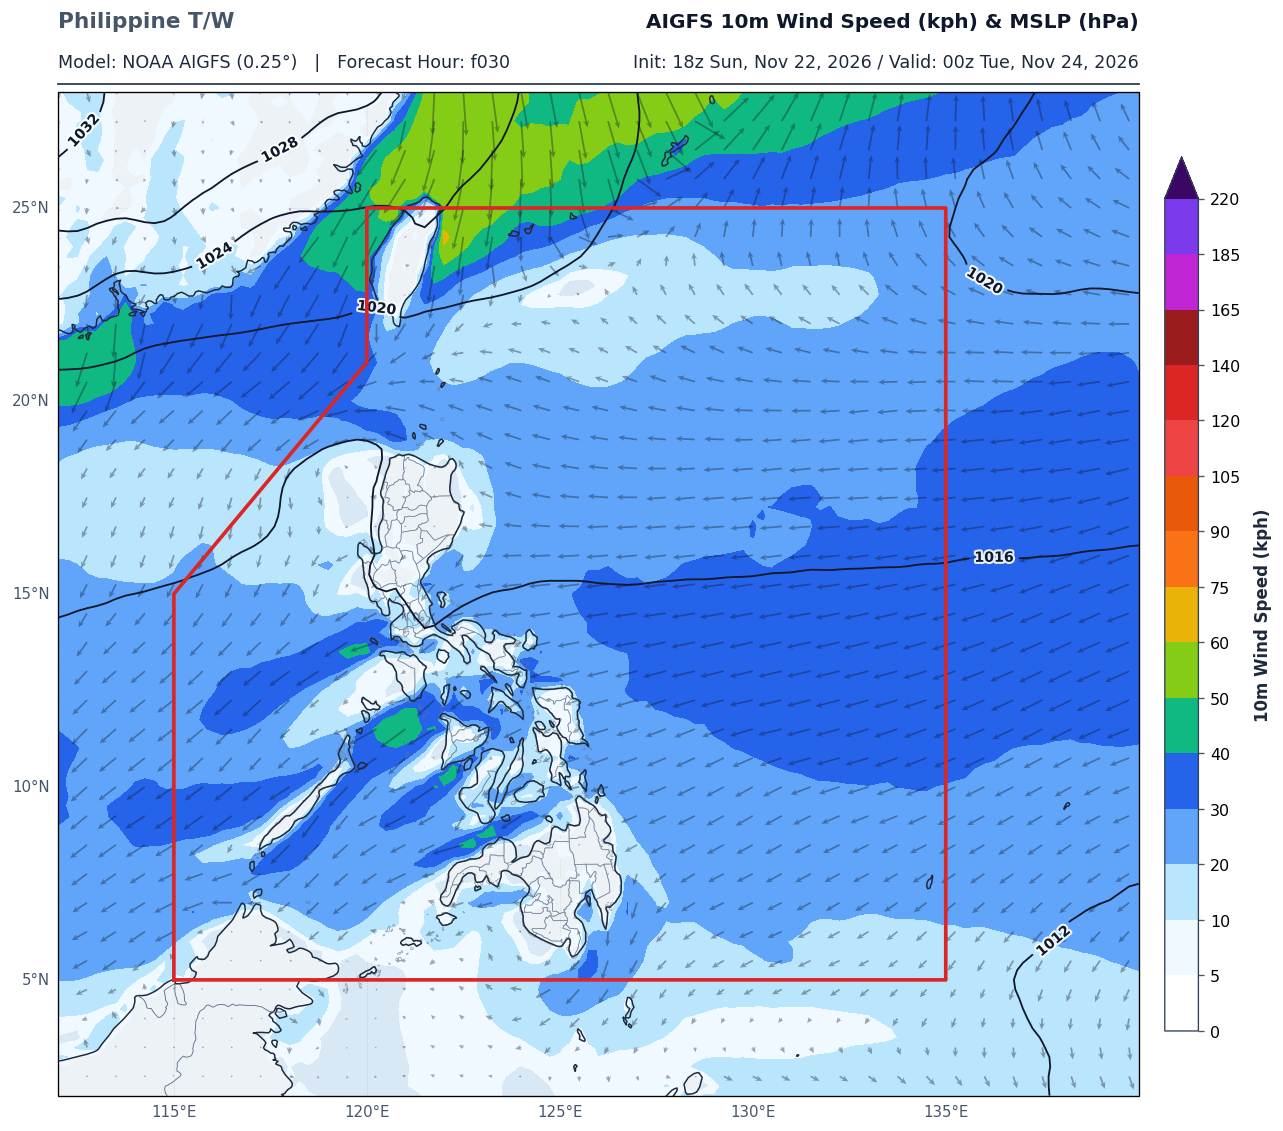 Philippine T/W
AIGFS 10m Wind Speed (kph) & MSLP (hPa)
Model: NOAA AIGFS (0.25°)   |   Forecast Hour: f030
Init: 18z Sun, Nov 22, 2026 / Valid: 00z Tue, Nov 24, 2026
1032
1028
1024
1020
1020
1016
1012
25°N
20°N
15°N
10°N
5°N
115°E
120°E
125°E
130°E
135°E
220
185
165
140
120
105
90
75
60
50
40
30
20
10
5
0
10m Wind Speed (kph)